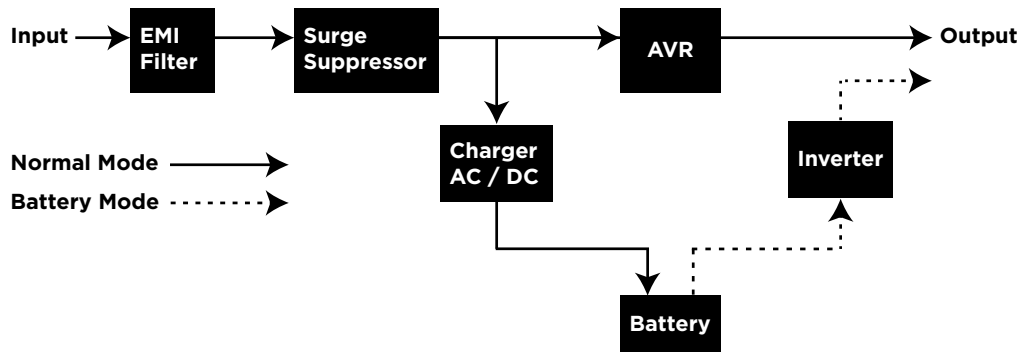 Input
EMI
Filter
Surge
Suppressor
AVR
Output
Charger
AC / DC
Inverter
Normal Mode
Battery Mode
Battery